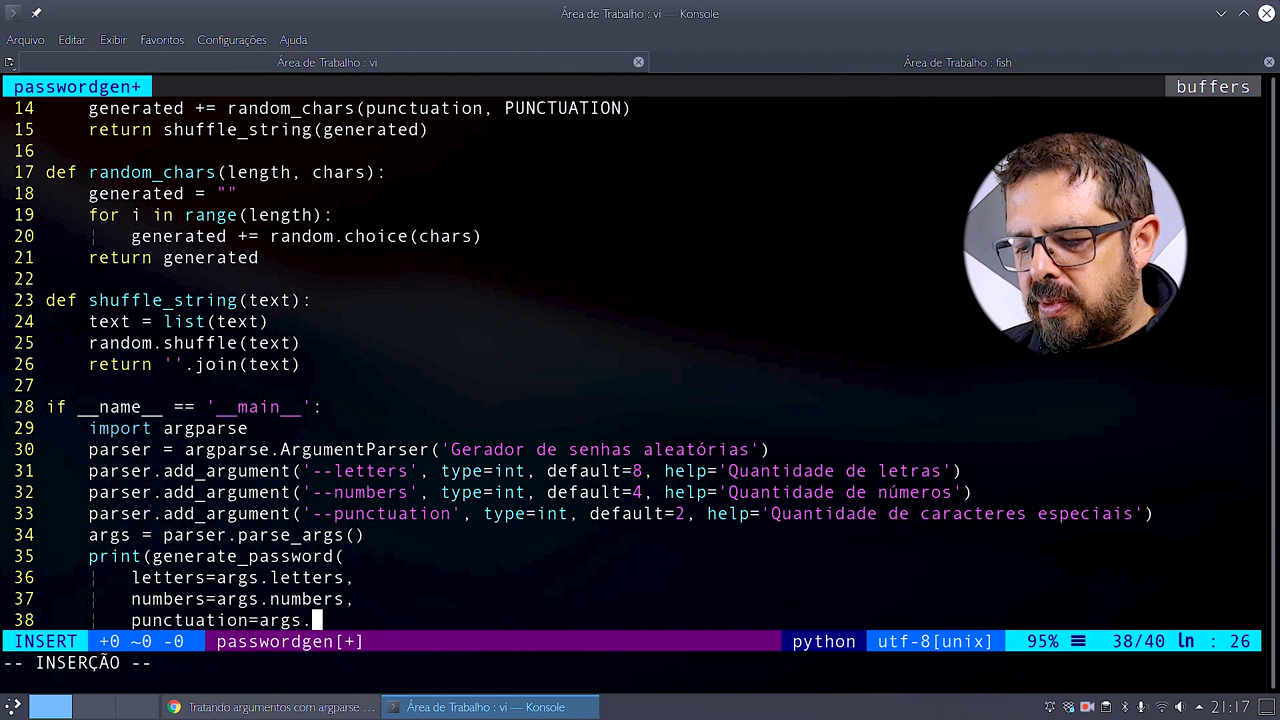 Área de Trabalho : vi — Konsole
Arquivo Editar Exibir Favoritos Configurações Ajuda
Área de Trabalho : vi Área de Trabalho : fish
passwordgen+ buffers
14 generated += random_chars(punctuation, PUNCTUATION)
15 return shuffle_string(generated)
16
17 def random_chars(length, chars):
18 generated = ""
19 for i in range(length):
20 generated += random.choice(chars)
21 return generated
22
23 def shuffle_string(text):
24 text = list(text)
25 random.shuffle(text)
26 return ''.join(text)
27
28 if __name__ == '__main__':
29 import argparse
30 parser = argparse.ArgumentParser('Gerador de senhas aleatórias')
31 parser.add_argument('--letters', type=int, default=8, help='Quantidade de letras')
32 parser.add_argument('--numbers', type=int, default=4, help='Quantidade de números')
33 parser.add_argument('--punctuation', type=int, default=2, help='Quantidade de caracteres especiais')
34 args = parser.parse_args()
35 print(generate_password(
36 letters=args.letters,
37 numbers=args.numbers,
38 punctuation=args.
INSERT +0 ~0 -0 passwordgen[+] python utf-8[unix] 95% ☰ 38/40 ln : 26
-- INSERÇÃO --
Tratando argumentos com argparse ... Área de Trabalho : vi — Konsole 21:17